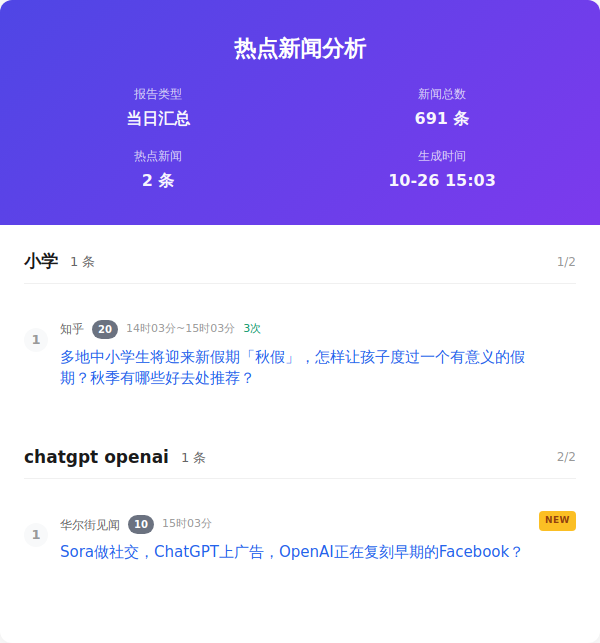 热点新闻分析
报告类型
当日汇总
新闻总数
691 条
热点新闻
2 条
生成时间
10-26 15:03
小学 1 条 1/2
1
知乎 20 14时03分~15时03分 3次
多地中小学生将迎来新假期「秋假」，怎样让孩子度过一个有意义的假
期？秋季有哪些好去处推荐？
chatgpt openai 1 条 2/2
1
华尔街见闻 10 15时03分 NEW
Sora做社交，ChatGPT上广告，OpenAI正在复刻早期的Facebook？